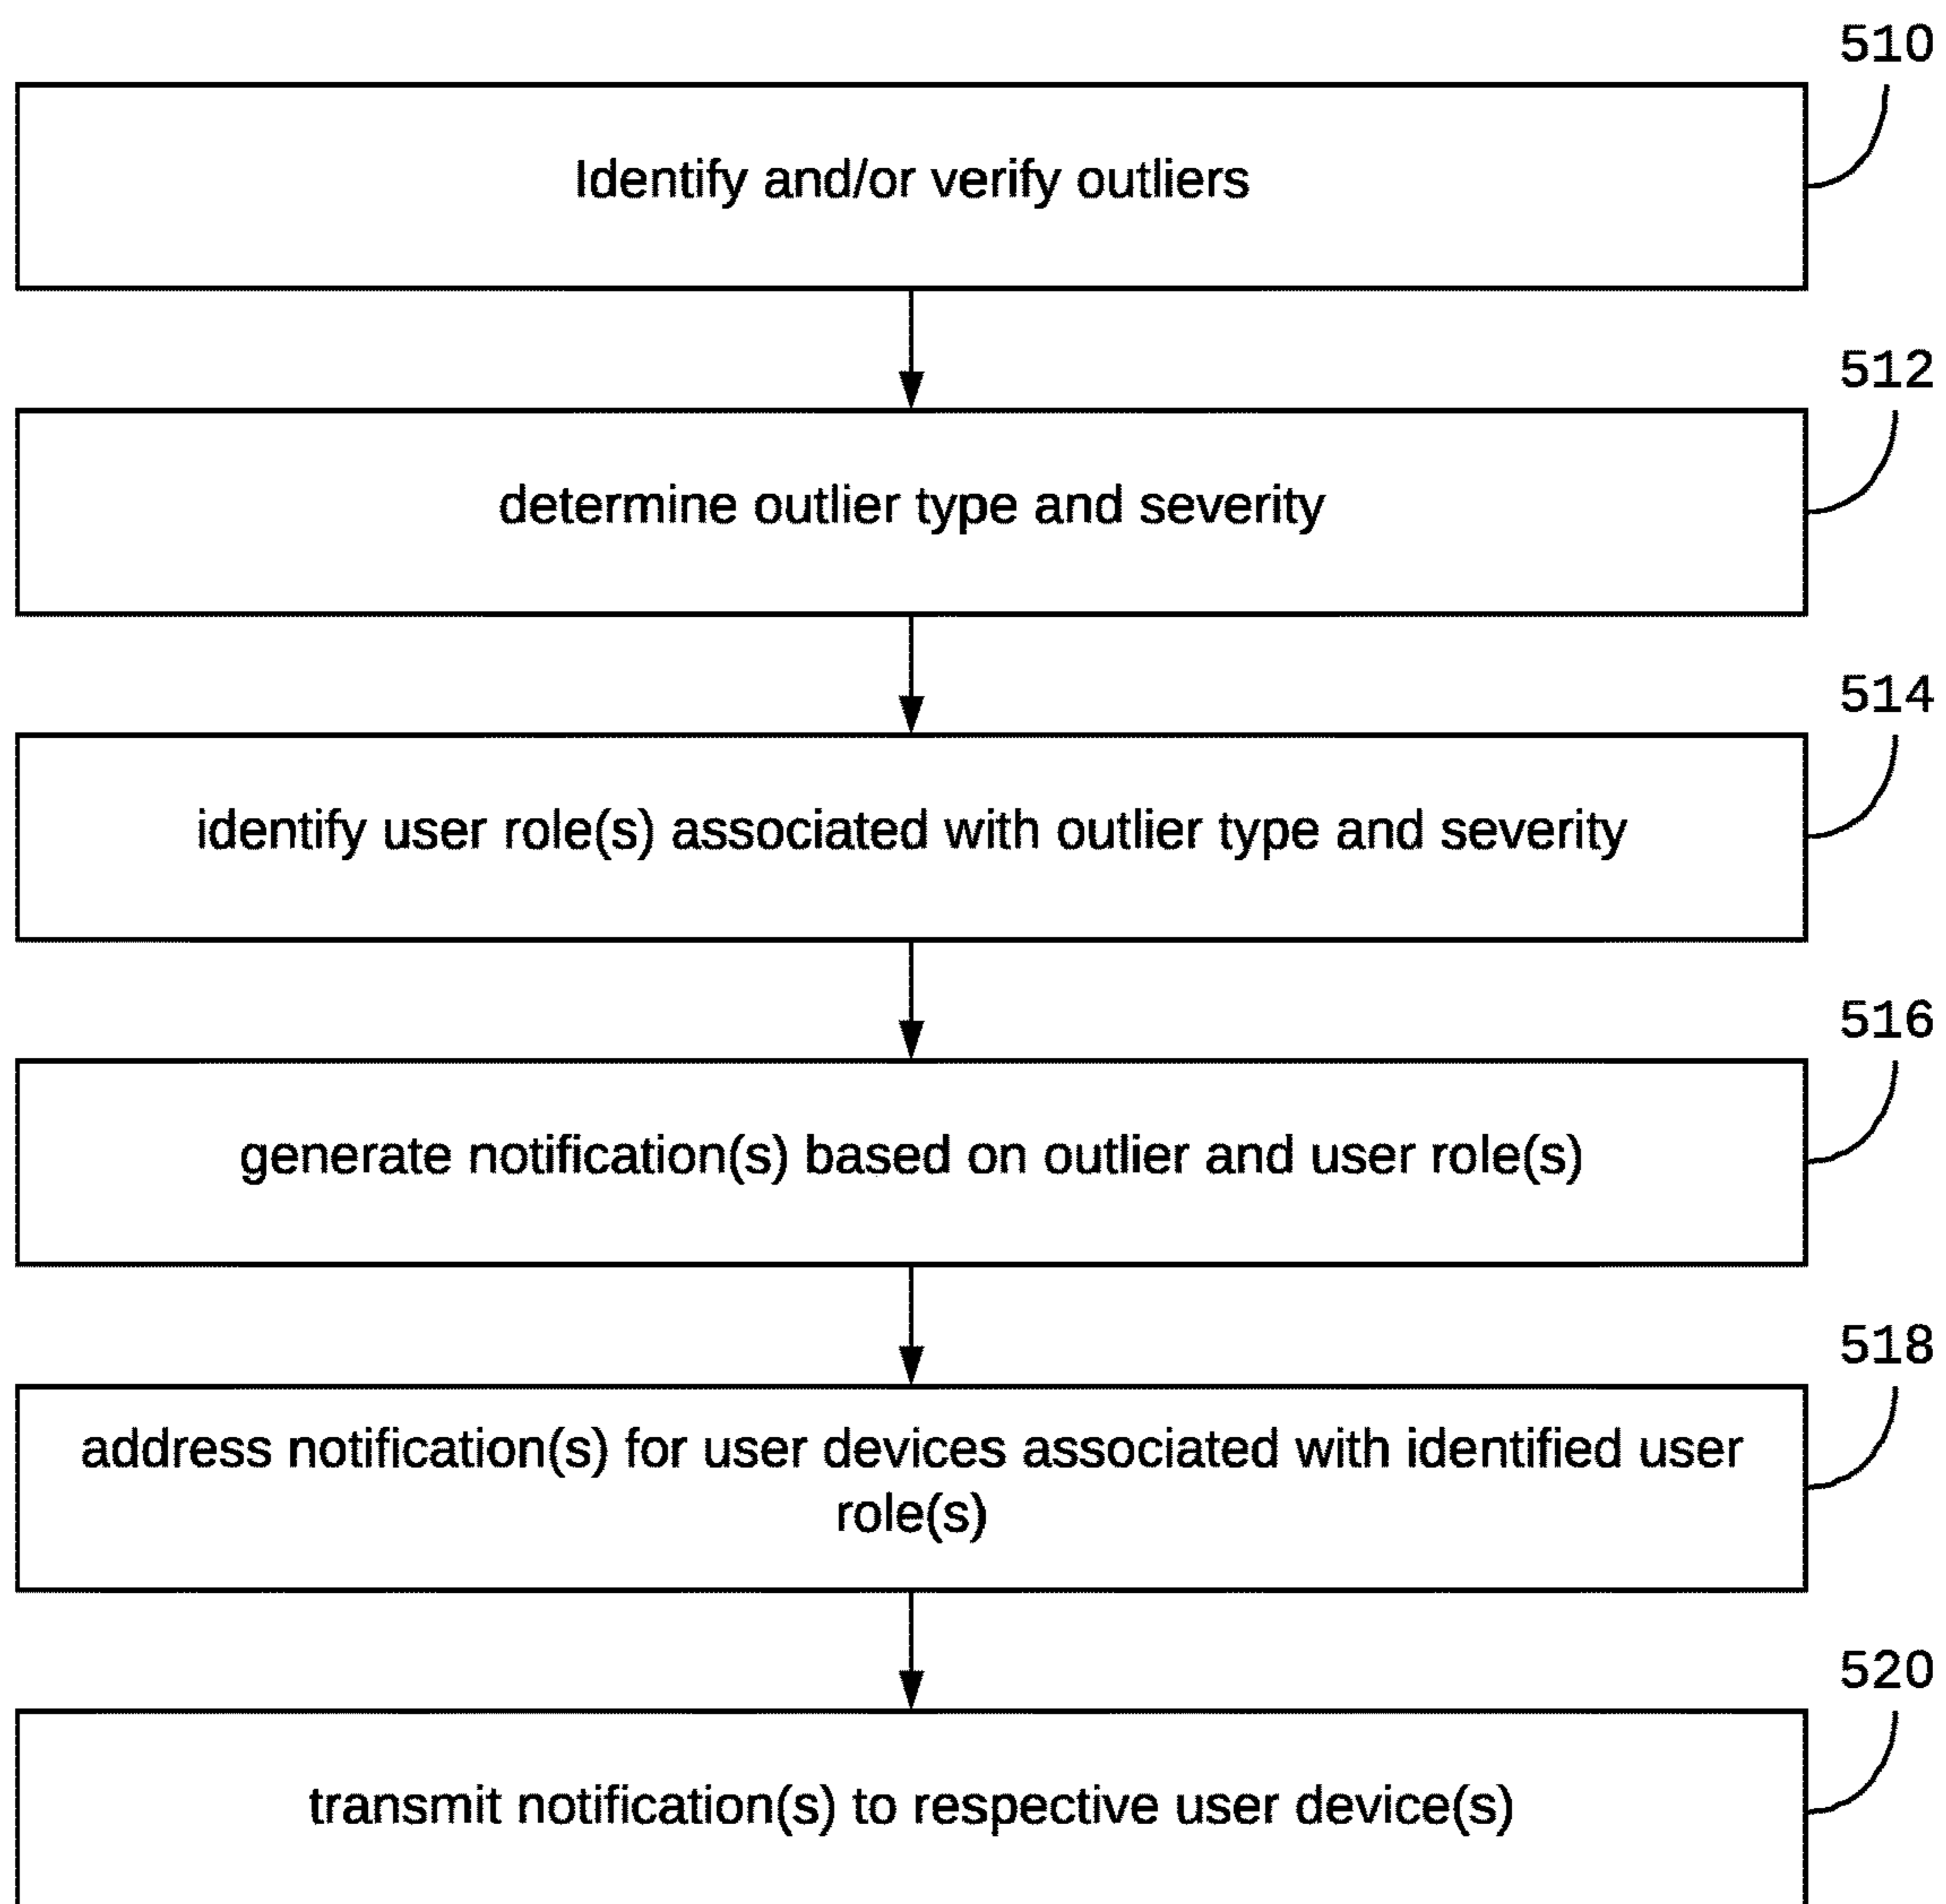 510
Identify and/or verify outliers
512
determine outlier type and severity
514
identify user role(s) associated with outlier type and severity
516
generate notification(s) based on outlier and user role(s)
518
address notification(s) for user devices associated with identified user
role(s)
520
transmit notification(s) to respective user device(s)